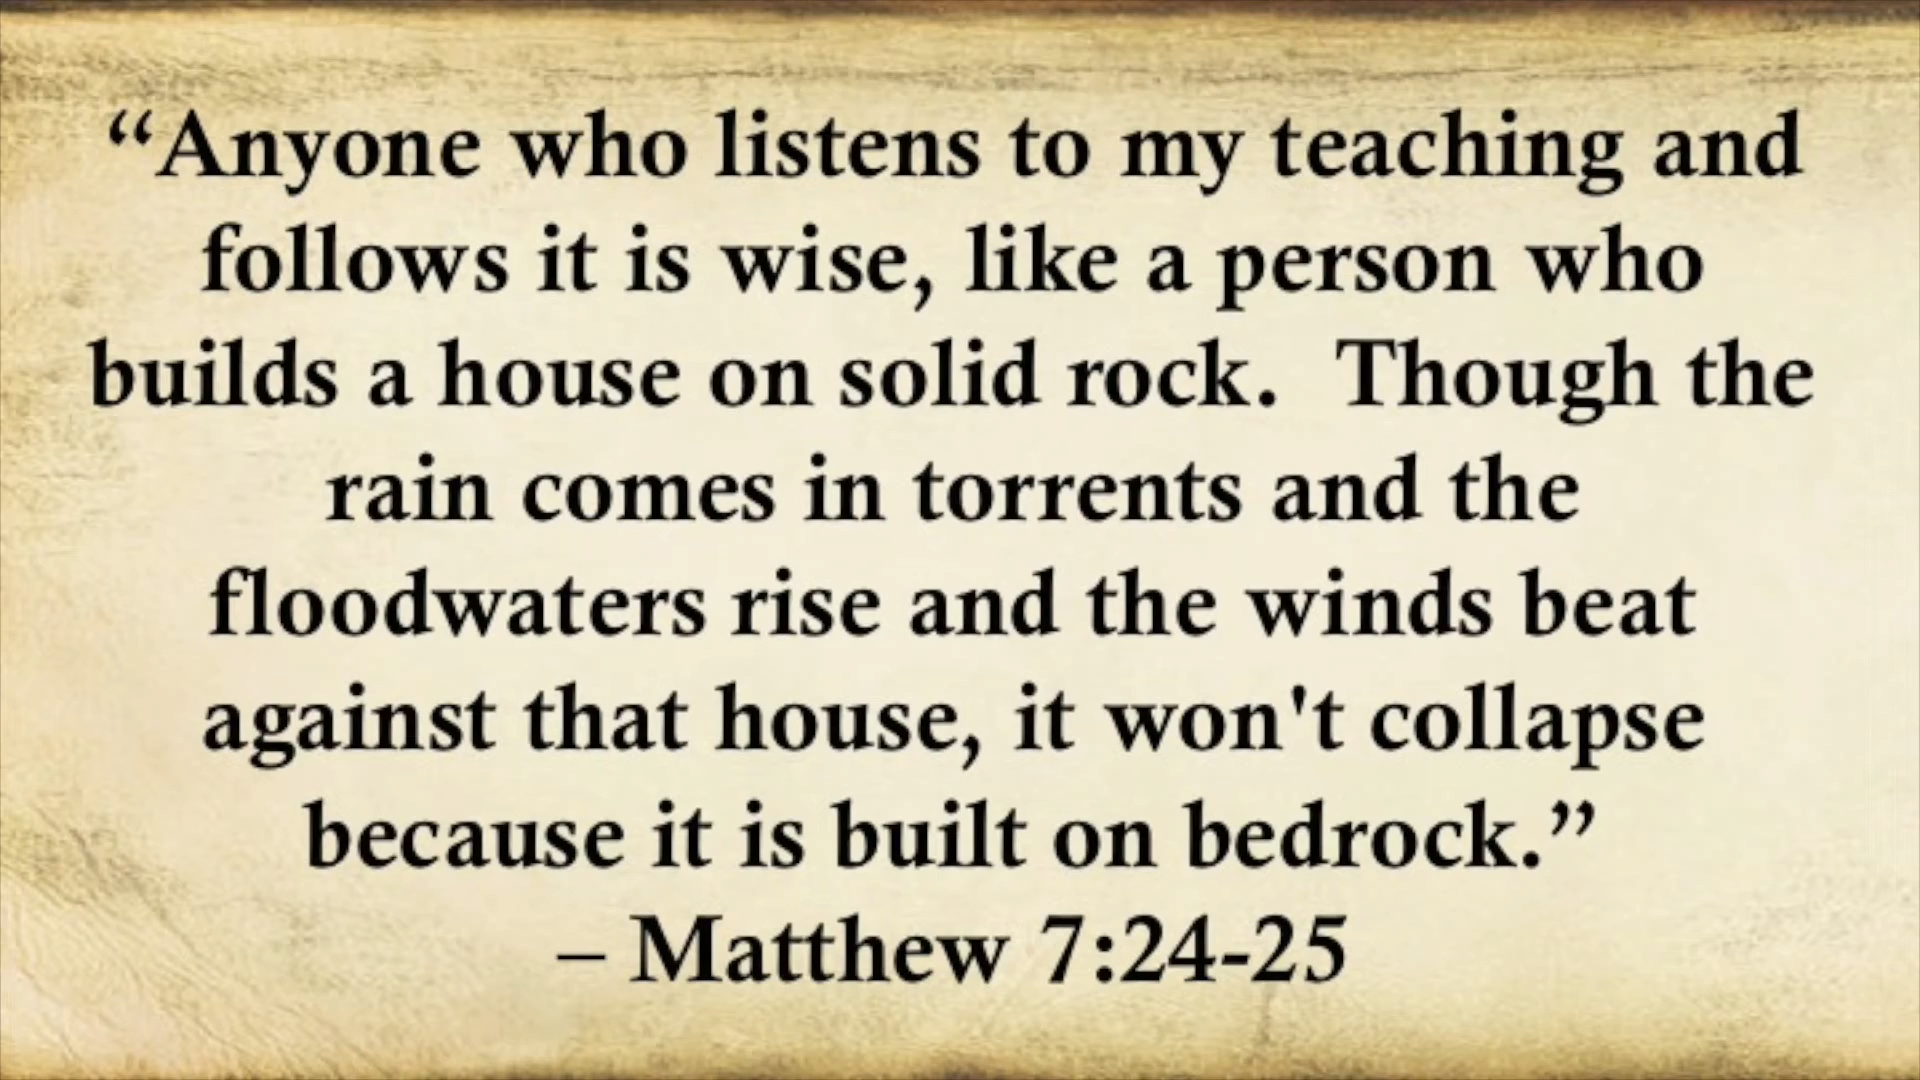 “Anyone who listens to my teaching and
follows it is wise, like a person who
builds a house on solid rock.  Though the
rain comes in torrents and the
floodwaters rise and the winds beat
against that house, it won't collapse
because it is built on bedrock.”
– Matthew 7:24-25